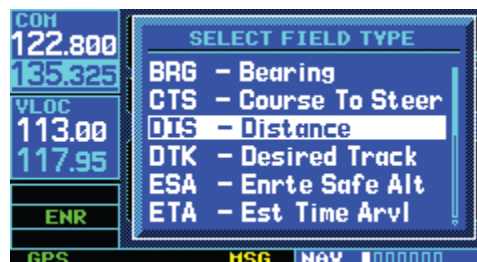 COM
122.800
135.325
VLOC
113.00
117.95
ENR
GPS
SELECT FIELD TYPE
BRG – Bearing
CTS – Course To Steer
DIS – Distance
DTK – Desired Track
ESA – Enrte Safe Alt
ETA – Est Time Arvl
MSG NAV